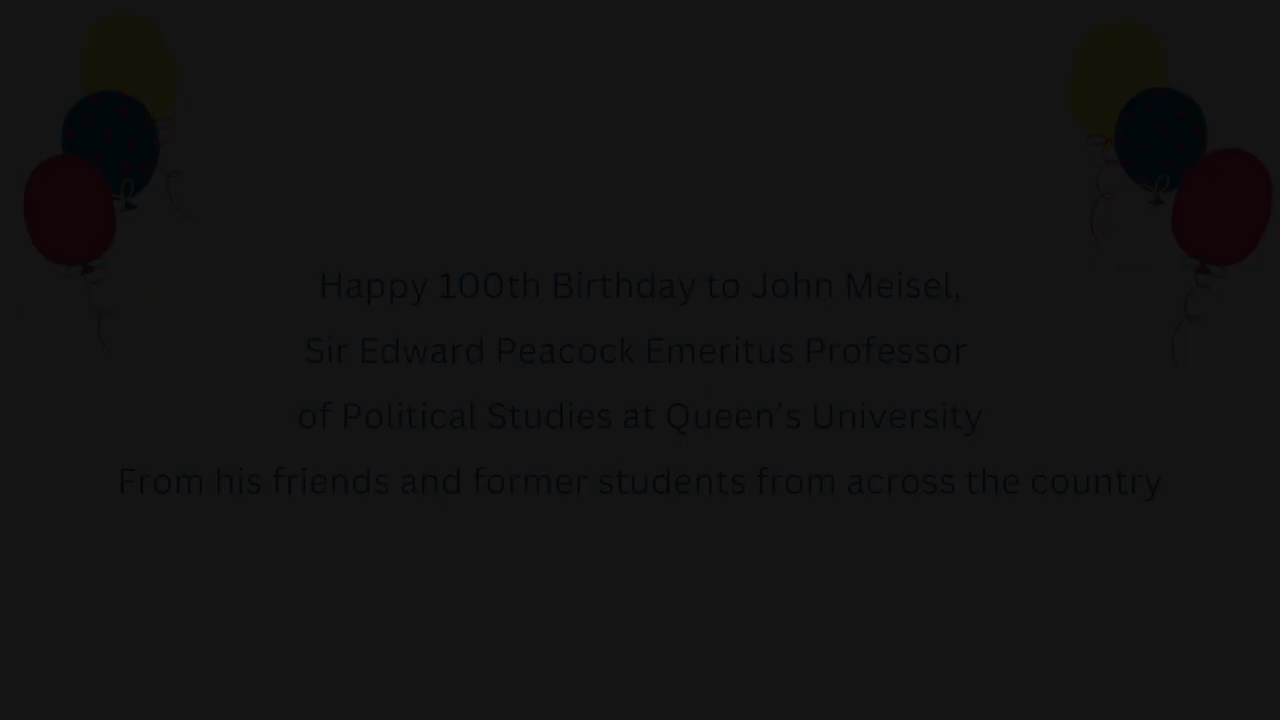 Happy 100th Birthday to John Meisel,
Sir Edward Peacock Emeritus Professor
of Political Studies at Queen's University
From his friends and former students from across the country